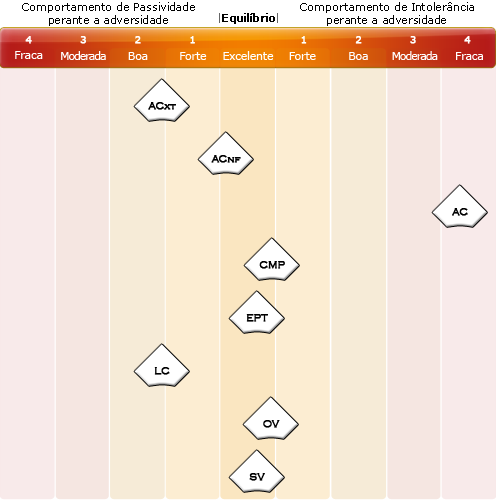 Comportamento de Passividade
perante a adversidade
|Equilíbrio|
Comportamento de Intolerância
perante a adversidade
4 3 2 1 1 2 3 4
Fraca Moderada Boa Forte Excelente Forte Boa Moderada Fraca
ACXT
ACNF
AC
CMP
EPT
LC
OV
SV